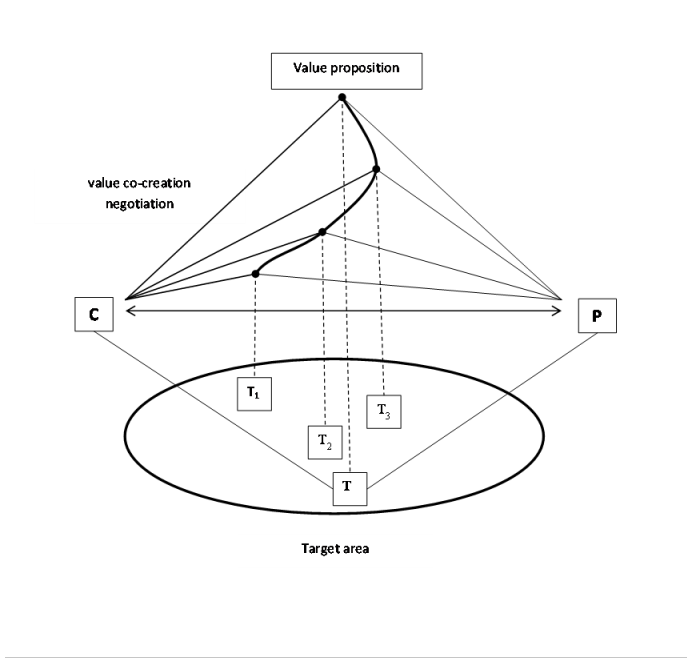 Value proposition
value co-creation
negotiation
C
P
T1
T3
T2
T
Target area